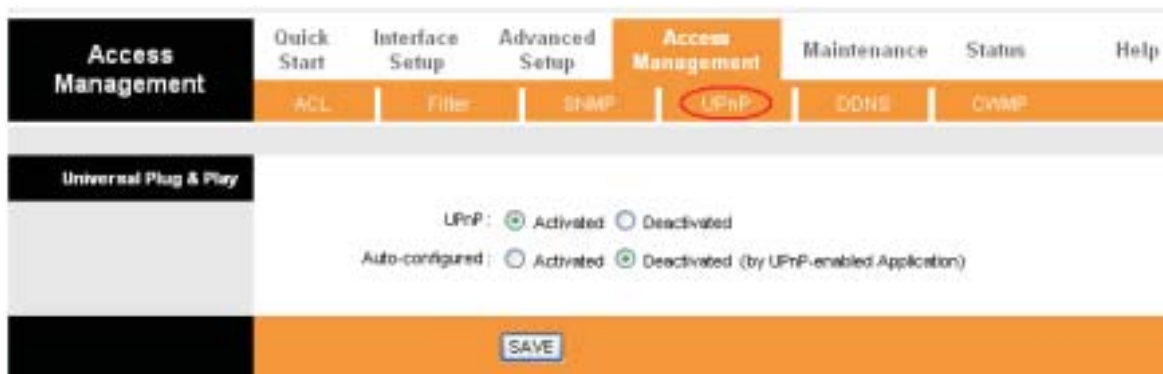 Access
Management
Quick
Start
Interface
Setup
Advanced
Setup
Access
Management
Maintenance
Status
Help
ACL
Filter
SNMP
UPnP
DDNS
CWMP
Universal Plug & Play
UPnP : Activated Deactivated
Auto-configured : Activated Deactivated (by UPnP-enabled Application)
SAVE